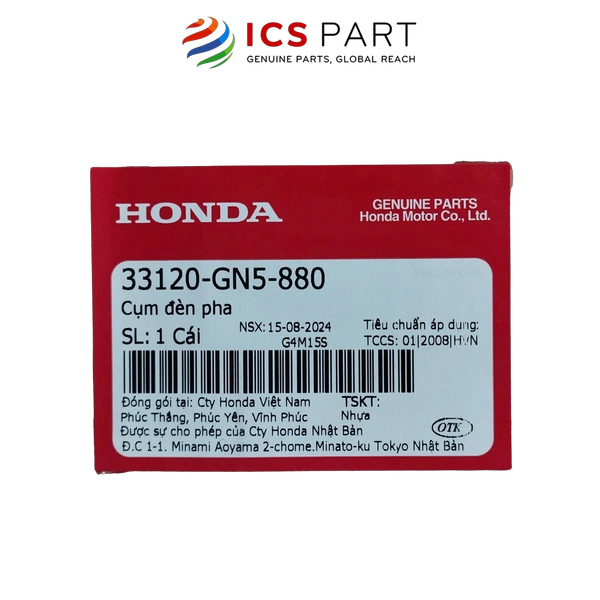 ICS PART
GENUINE PARTS, GLOBAL REACH
HONDA
GENUINE PARTS
Honda Motor Co., Ltd.
33120-GN5-880
Cụm đèn pha
SL: 1 Cái
NSX: 15-08-2024
G4M15S
Tiêu chuẩn áp dụng:
TCCS: 01|2008|HVN
Đóng gói tại: Cty Honda Việt Nam
TSKT:
Phúc Thắng, Phúc Yên, Vĩnh Phúc
Nhựa
Được sự cho phép của Cty Honda Nhật Bản
OTK
Đ.C 1-1. Minami Aoyama 2-chome.Minato-ku Tokyo Nhật Bản